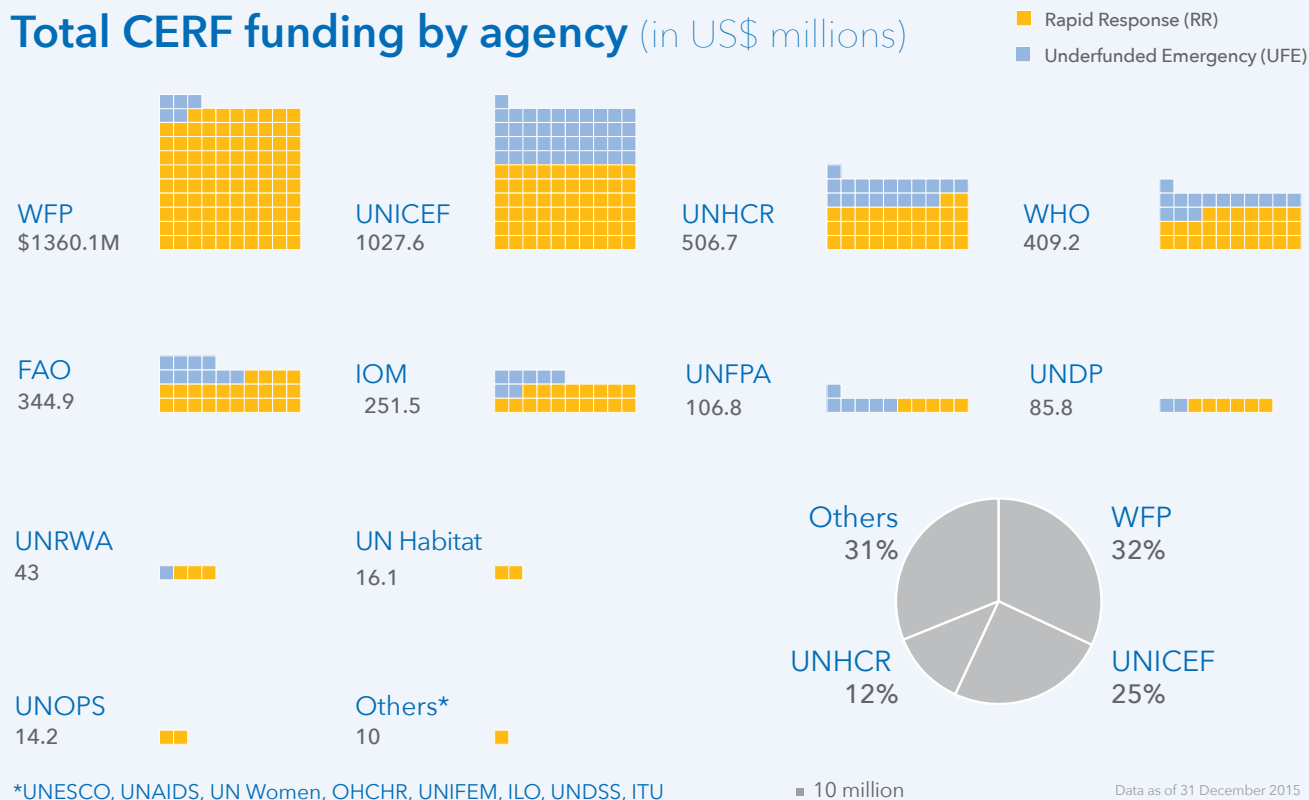 Total CERF funding by agency (in US$ millions)
Rapid Response (RR)
Underfunded Emergency (UFE)
WFP
$1360.1M
UNICEF
1027.6
UNHCR
506.7
WHO
409.2
FAO
344.9
IOM
251.5
UNFPA
106.8
UNDP
85.8
UNRWA
43
UN Habitat
16.1
Others
31%
WFP
32%
UNHCR
12%
UNICEF
25%
UNOPS
14.2
Others*
10
*UNESCO, UNAIDS, UN Women, OHCHR, UNIFEM, ILO, UNDSS, ITU
10 million
Data as of 31 December 2015